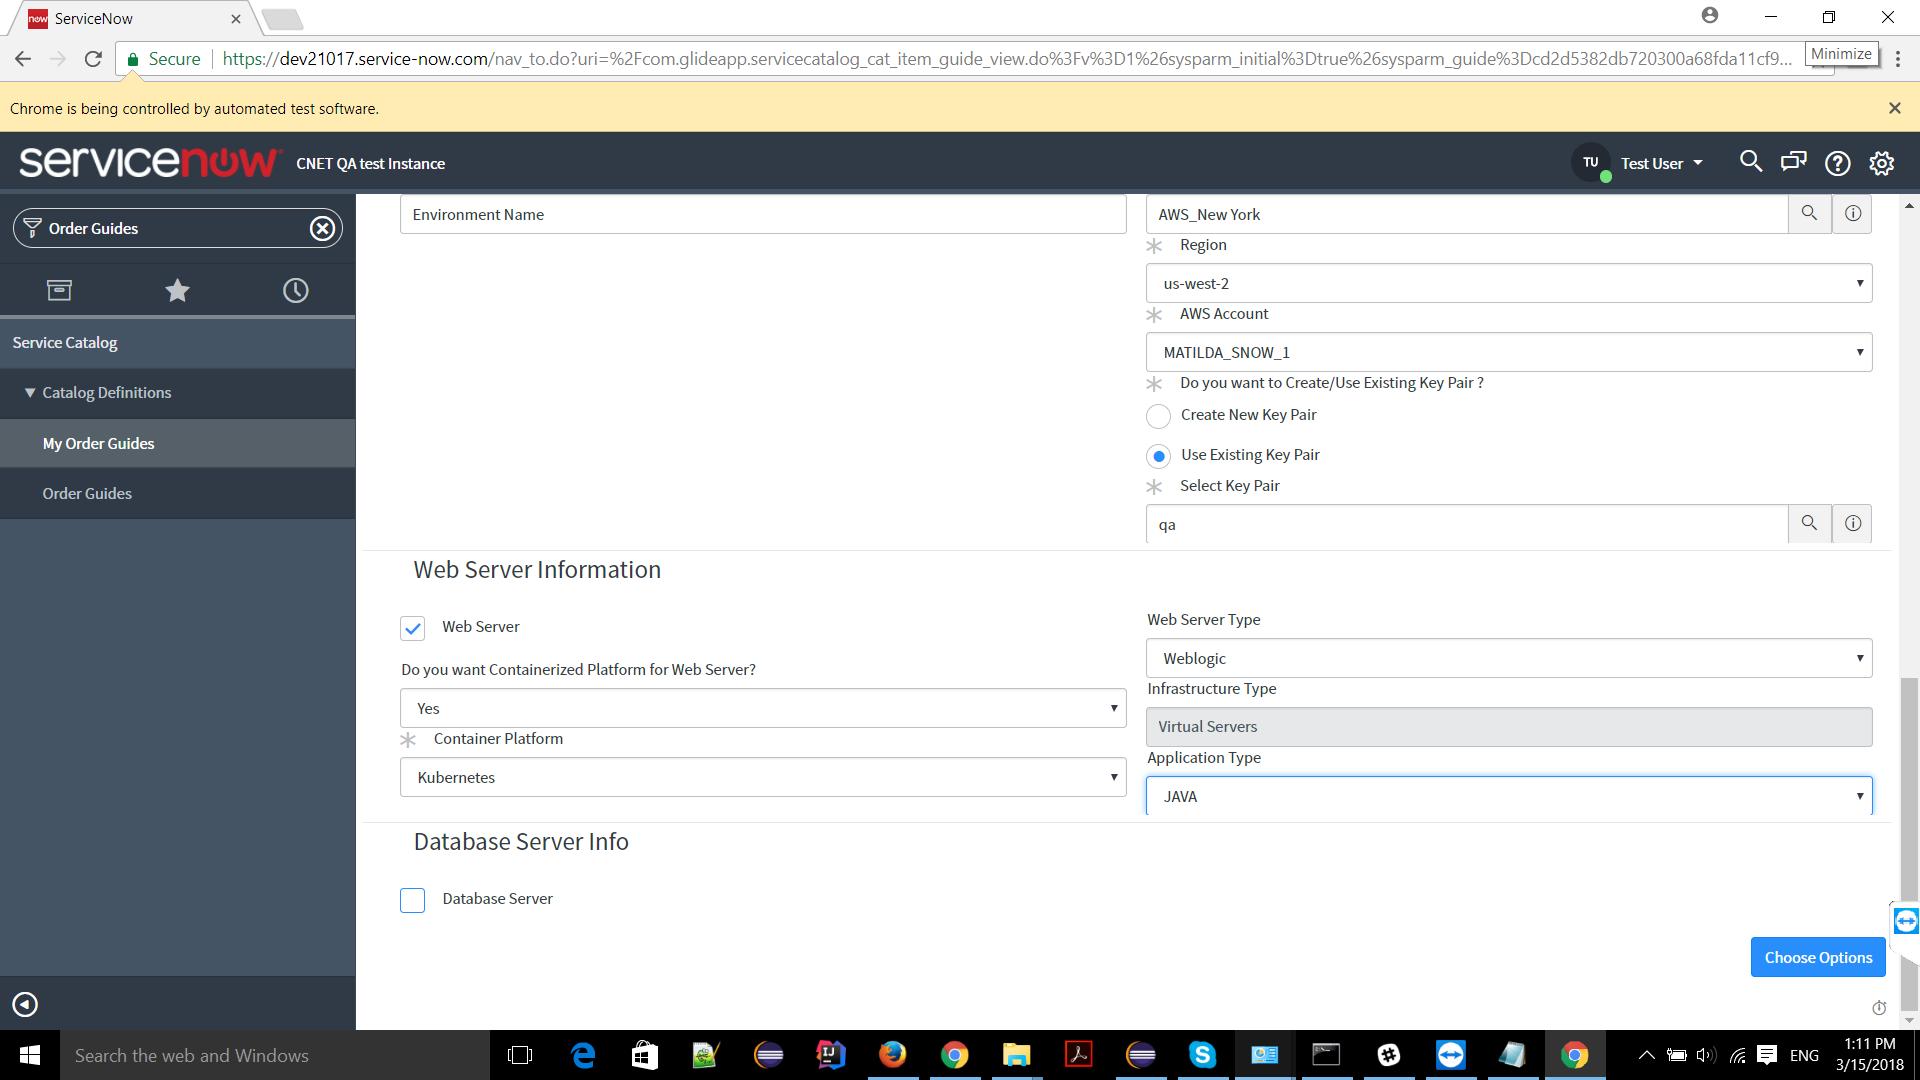 now ServiceNow
Secure https://dev21017.service-now.com/nav_to.do?uri=%2Fcom.glideapp.servicecatalog_cat_item_guide_view.do%3Fv%3D1%26sysparm_initial%3Dtrue%26sysparm_guide%3Dcd2d5382db720300a68fda11cf9...
Minimize
Chrome is being controlled by automated test software.
servicenow CNET QA test Instance
TU Test User
Order Guides
Service Catalog
Catalog Definitions
My Order Guides
Order Guides
Environment Name
AWS_New York
Region
us-west-2
AWS Account
MATILDA_SNOW_1
Do you want to Create/Use Existing Key Pair ?
Create New Key Pair
Use Existing Key Pair
Select Key Pair
qa
Web Server Information
Web Server
Do you want Containerized Platform for Web Server?
Yes
Container Platform
Kubernetes
Web Server Type
Weblogic
Infrastructure Type
Virtual Servers
Application Type
JAVA
Database Server Info
Database Server
Choose Options
Search the web and Windows
ENG
1:11 PM
3/15/2018